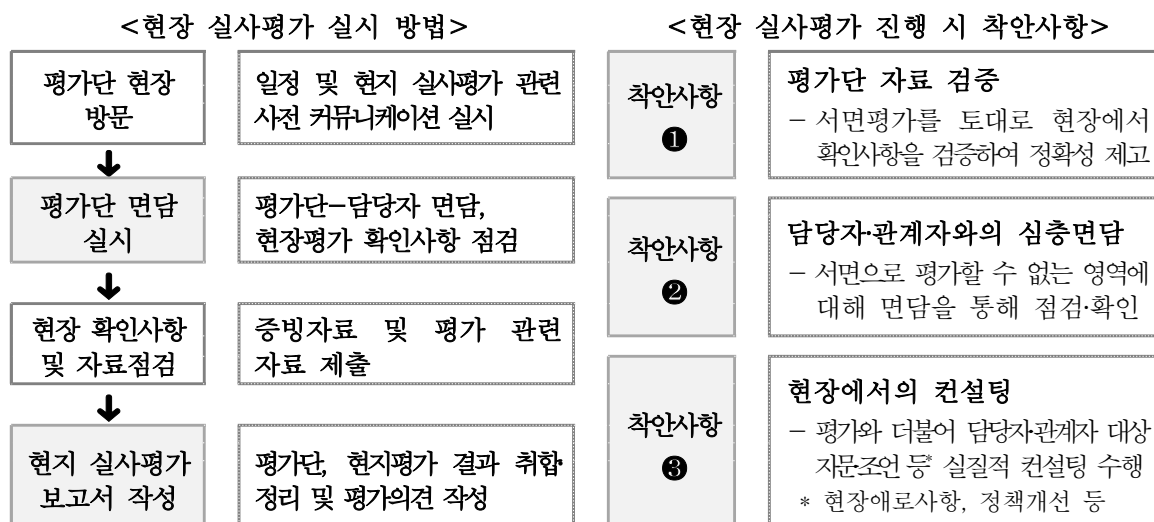 <현장 실사평가 실시 방법>
평가단 현장
방문
일정 및 현지 실사평가 관련
사전 커뮤니케이션 실시
평가단 면담
실시
평가단-담당자 면담,
현장평가 확인사항 점검
현장 확인사항
및 자료점검
증빙자료 및 평가 관련
자료 제출
현지 실사평가
보고서 작성
평가단, 현지평가 결과 취합·
정리 및 평가의견 작성
<현장 실사평가 진행 시 착안사항>
착안사항
❶
평가단 자료 검증
- 서면평가를 토대로 현장에서
확인사항을 검증하여 정확성 제고
착안사항
❷
담당자·관계자와의 심층면담
- 서면으로 평가할 수 없는 영역에
대해 면담을 통해 점검·확인
착안사항
❸
현장에서의 컨설팅
- 평가와 더불어 담당자·관계자 대상
자문·조언 등* 실질적 컨설팅 수행
* 현장애로사항, 정책개선 등